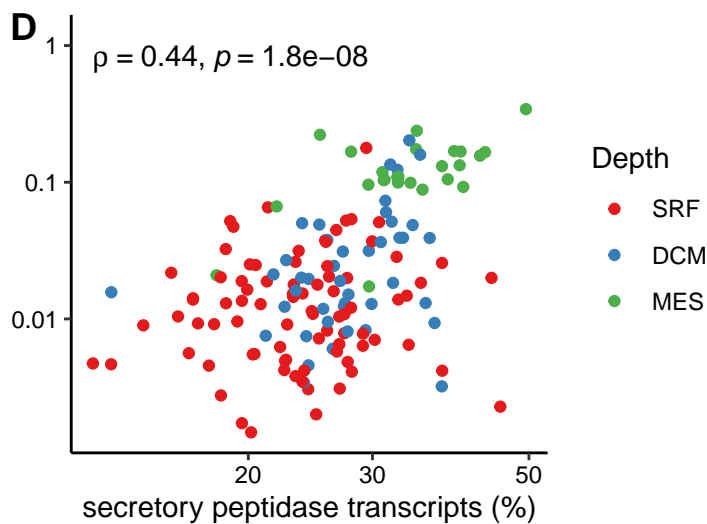 D
ρ = 0.44, p = 1.8e−08
1
0.1
0.01
20 30 50
secretory peptidase transcripts (%)
Depth
SRF
DCM
MES